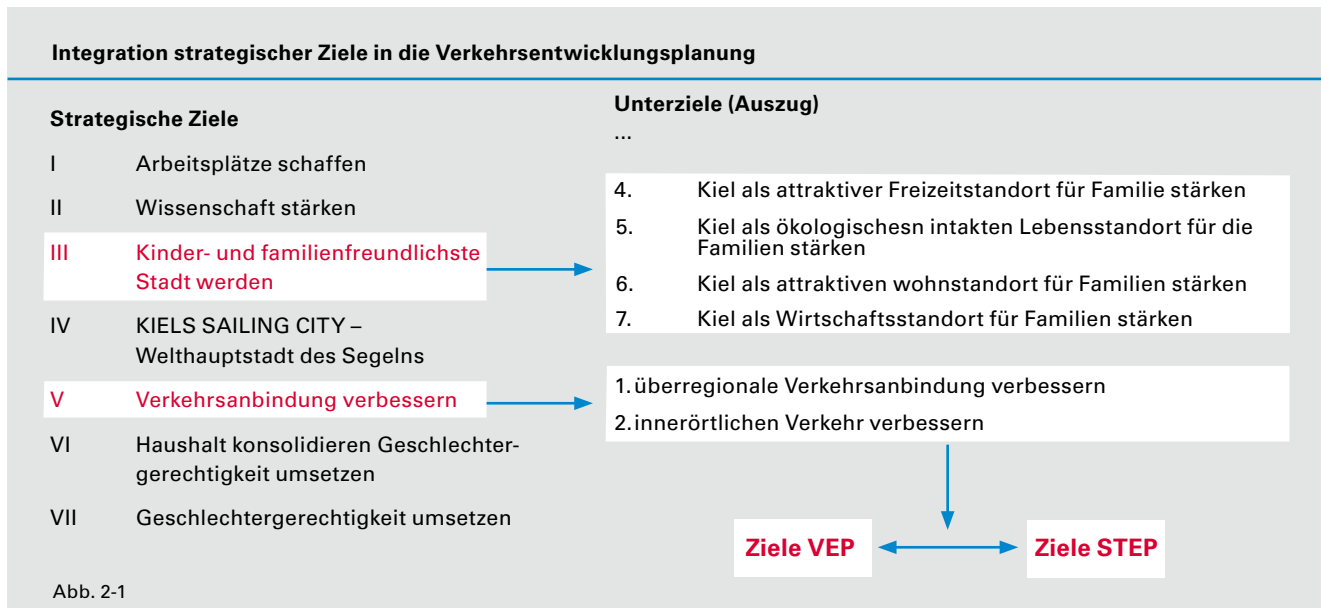 Integration strategischer Ziele in die Verkehrsentwicklungsplanung
Strategische Ziele
I Arbeitsplätze schaffen
II Wissenschaft stärken
III Kinder- und familienfreundlichste
Stadt werden
IV KIELS SAILING CITY –
Welthauptstadt des Segelns
V Verkehrsanbindung verbessern
VI Haushalt konsolidieren Geschlechter-
gerechtigkeit umsetzen
VII Geschlechtergerechtigkeit umsetzen
Unterziele (Auszug)
...
4. Kiel als attraktiver Freizeitstandort für Familie stärken
5. Kiel als ökologischesn intakten Lebensstandort für die
Familien stärken
6. Kiel als attraktiven wohnstandort für Familien stärken
7. Kiel als Wirtschaftsstandort für Familien stärken
1. überregionale Verkehrsanbindung verbessern
2. innerörtlichen Verkehr verbessern
Ziele VEP
Ziele STEP
Abb. 2-1